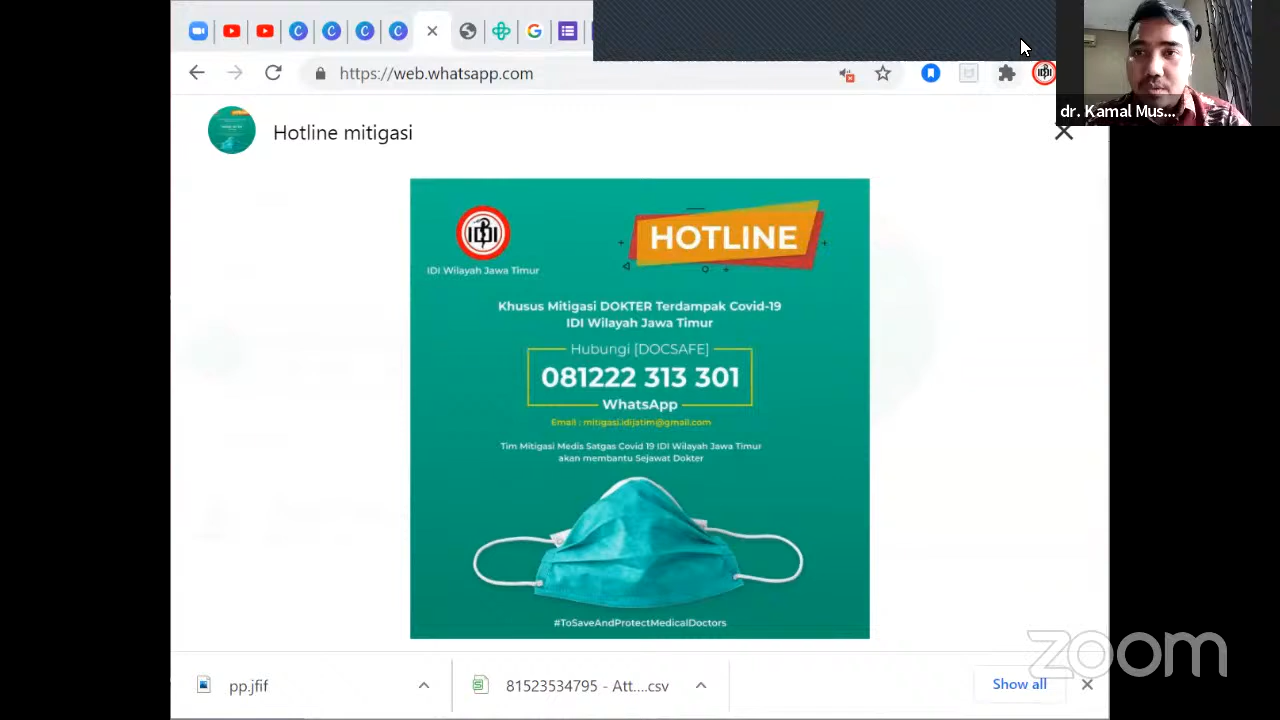 https://web.whatsapp.com
dr. Kamal Mus...
Hotline mitigasi
IDI
IDI Wilayah Jawa Timur
HOTLINE
Khusus Mitigasi DOKTER Terdampak Covid-19
IDI Wilayah Jawa Timur
Hubungi [DOCSAFE]
081222 313 301
WhatsApp
Email : mitigasi.idijatim@gmail.com
Tim Mitigasi Medis Satgas Covid 19 IDI Wilayah Jawa Timur
akan membantu Sejawat Dokter
#ToSaveAndProtectMedicalDoctors
zoom
pp.jfif
81523534795 - Att....csv
Show all